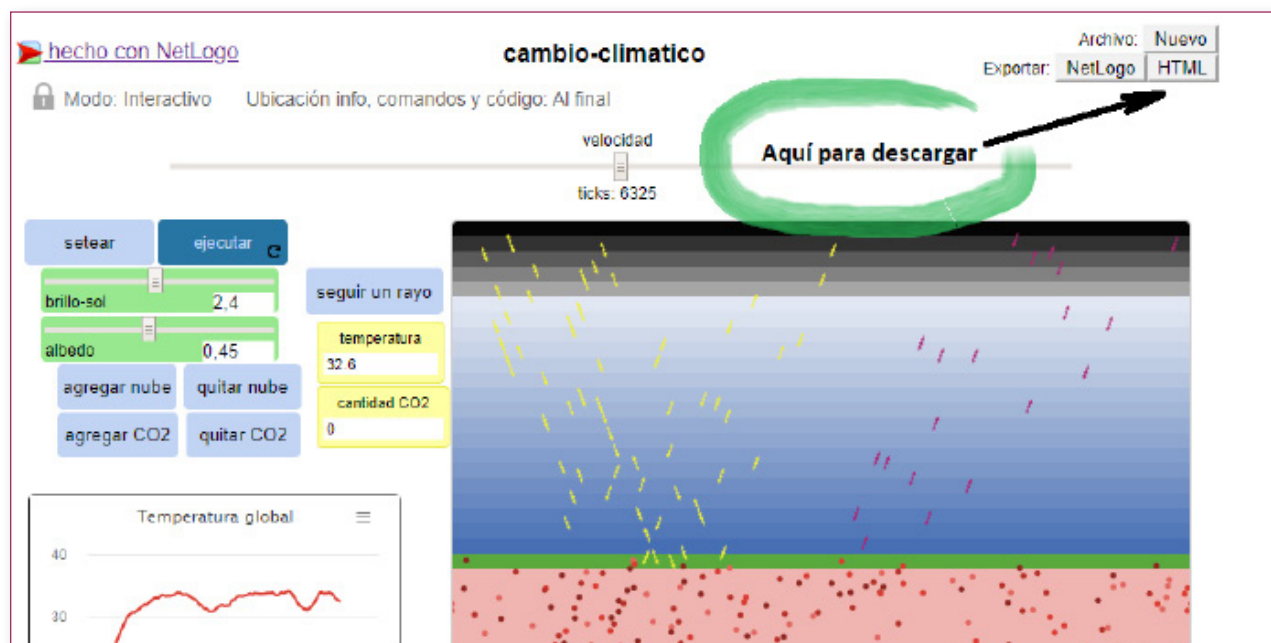 hecho con NetLogo
cambio-climatico
Archivo: Nuevo
Exportar: NetLogo HTML
Modo: Interactivo Ubicación info, comandos y código: Al final
velocidad
Aquí para descargar
ticks: 6325
setear ejecutar
brillo-sol 2,4
seguir un rayo
albedo 0,45
temperatura
32.6
agregar nube quitar nube
cantidad CO2
0
agregar CO2 quitar CO2
Temperatura global
40
30